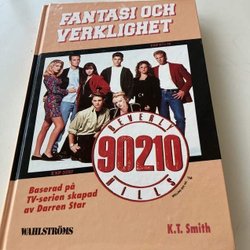 FANTASI OCH
VERKLIGHET
BEVERLY
90210
HILLS
Baserad på
TV-serien skapad
av Darren Star
WAHLSTRÖMS
K.T. Smith